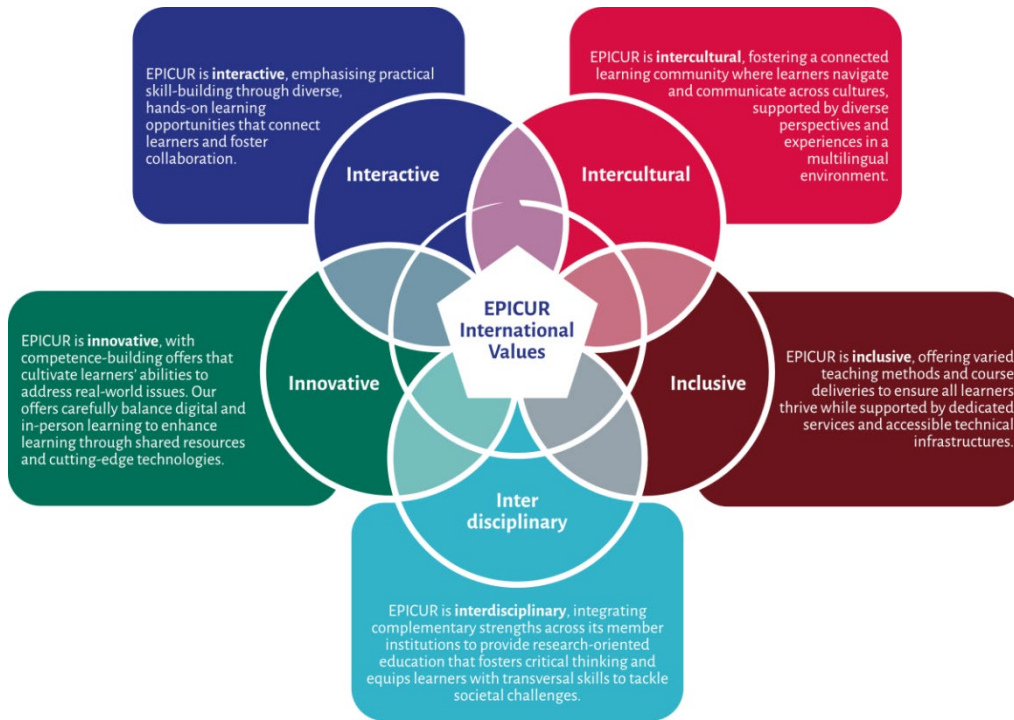 EPICUR is interactive, emphasising practical
skill-building through diverse,
hands-on learning
opportunities that connect
learners and foster
collaboration.
Interactive
EPICUR is intercultural, fostering a connected
learning community where learners navigate
and communicate across cultures,
supported by diverse
perspectives and
experiences in a
multilingual
environment.
Intercultural
EPICUR
International
Values
EPICUR is innovative, with
competence-building offers that
cultivate learners' abilities to
address real-world issues. Our
offers carefully balance digital and
in-person learning to enhance
learning through shared resources
and cutting-edge technologies.
Innovative
Inclusive
EPICUR is inclusive, offering varied
teaching methods and course
deliveries to ensure all learners
thrive while supported by dedicated
services and accessible technical
infrastructures.
Inter
disciplinary
EPICUR is interdisciplinary, integrating
complementary strengths across its member
institutions to provide research-oriented
education that fosters critical thinking and
equips learners with transversal skills to tackle
societal challenges.